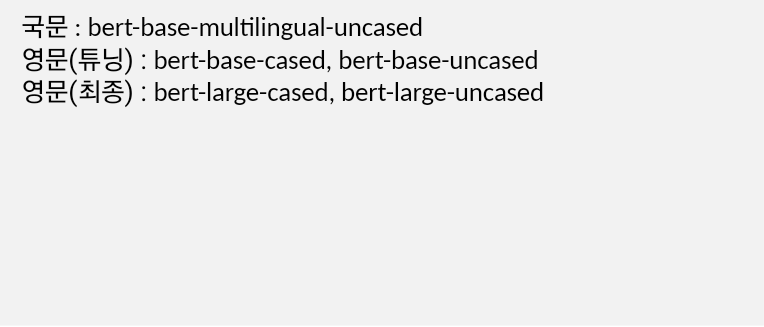 국문 : bert-base-multilingual-uncased
영문(튜닝) : bert-base-cased, bert-base-uncased
영문(최종) : bert-large-cased, bert-large-uncased